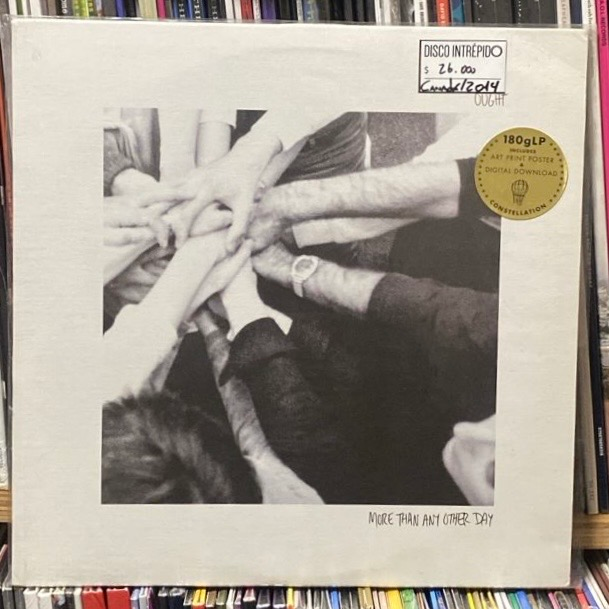 DISCO INTRÉPIDO
$ 26.000
Canadá/2014
OUGHT
180gLP
INCLUDES
ART PRINT POSTER
&
DIGITAL DOWNLOAD
CONSTELLATION
MORE THAN ANY OTHER DAY